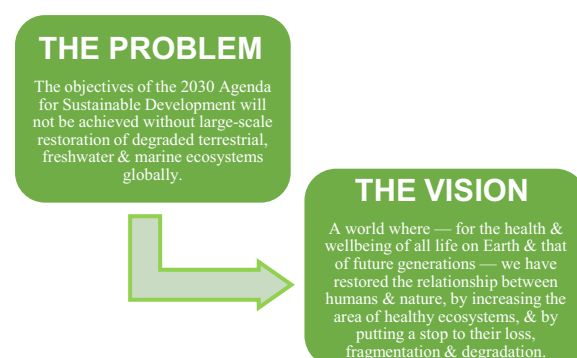 THE PROBLEM
The objectives of the 2030 Agenda
for Sustainable Development will
not be achieved without large-scale
restoration of degraded terrestrial,
freshwater & marine ecosystems
globally.
THE VISION
A world where — for the health &
wellbeing of all life on Earth & that
of future generations — we have
restored the relationship between
humans & nature, by increasing the
area of healthy ecosystems, & by
putting a stop to their loss,
fragmentation & degradation.